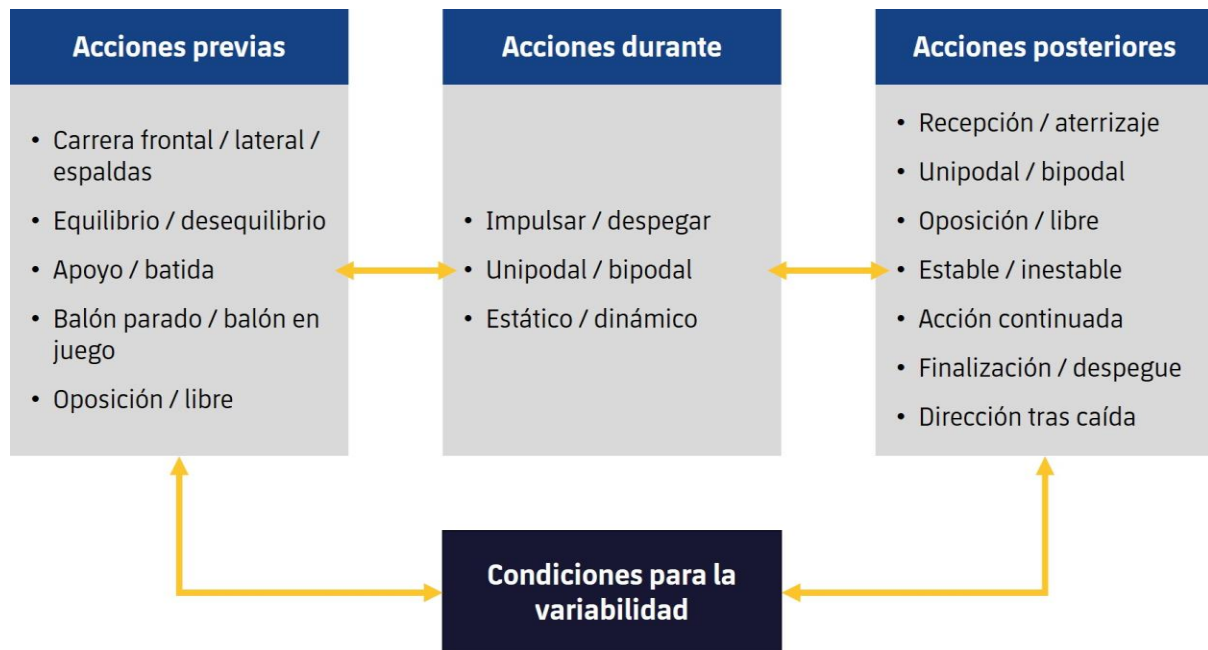 Acciones previas
• Carrera frontal / lateral /
espaldas
• Equilibrio / desequilibrio
• Apoyo / batida
• Balón parado / balón en
juego
• Oposición / libre
Acciones durante
• Impulsar / despegar
• Unipodal / bipodal
• Estático / dinámico
Acciones posteriores
• Recepción / aterrizaje
• Unipodal / bipodal
• Oposición / libre
• Estable / inestable
• Acción continuada
• Finalización / despegue
• Dirección tras caída
Condiciones para la
variabilidad